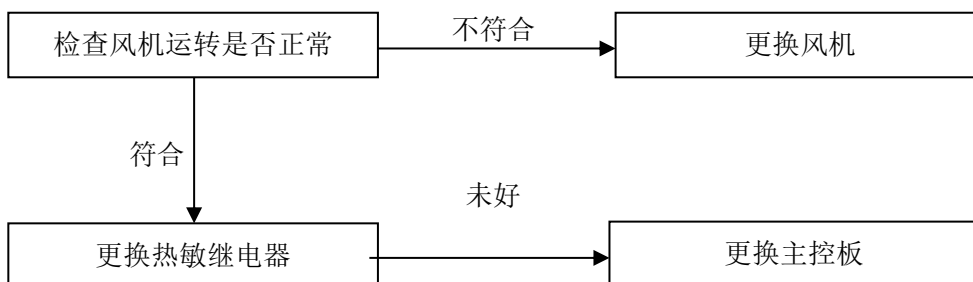 检查风机运转是否正常
不符合
更换风机
符合
未好
更换热敏继电器
更换主控板